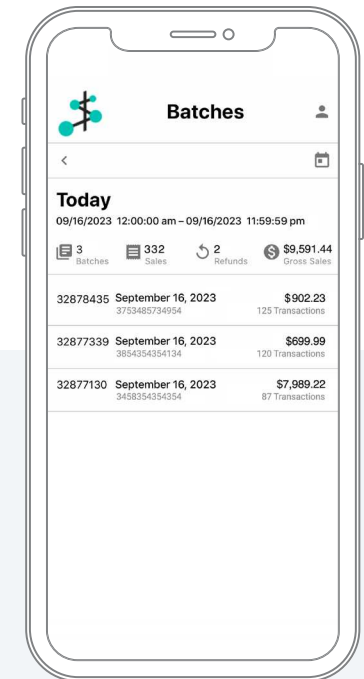 Batches
Today
09/16/2023 12:00:00 am – 09/16/2023 11:59:59 pm
3 Batches 332 Sales 2 Refunds $9,591.44 Gross Sales
32878435 September 16, 2023 $902.23
3753485734954 125 Transactions
32877339 September 16, 2023 $699.99
3854354354134 120 Transactions
32877130 September 16, 2023 $7,989.22
3458354354354 87 Transactions